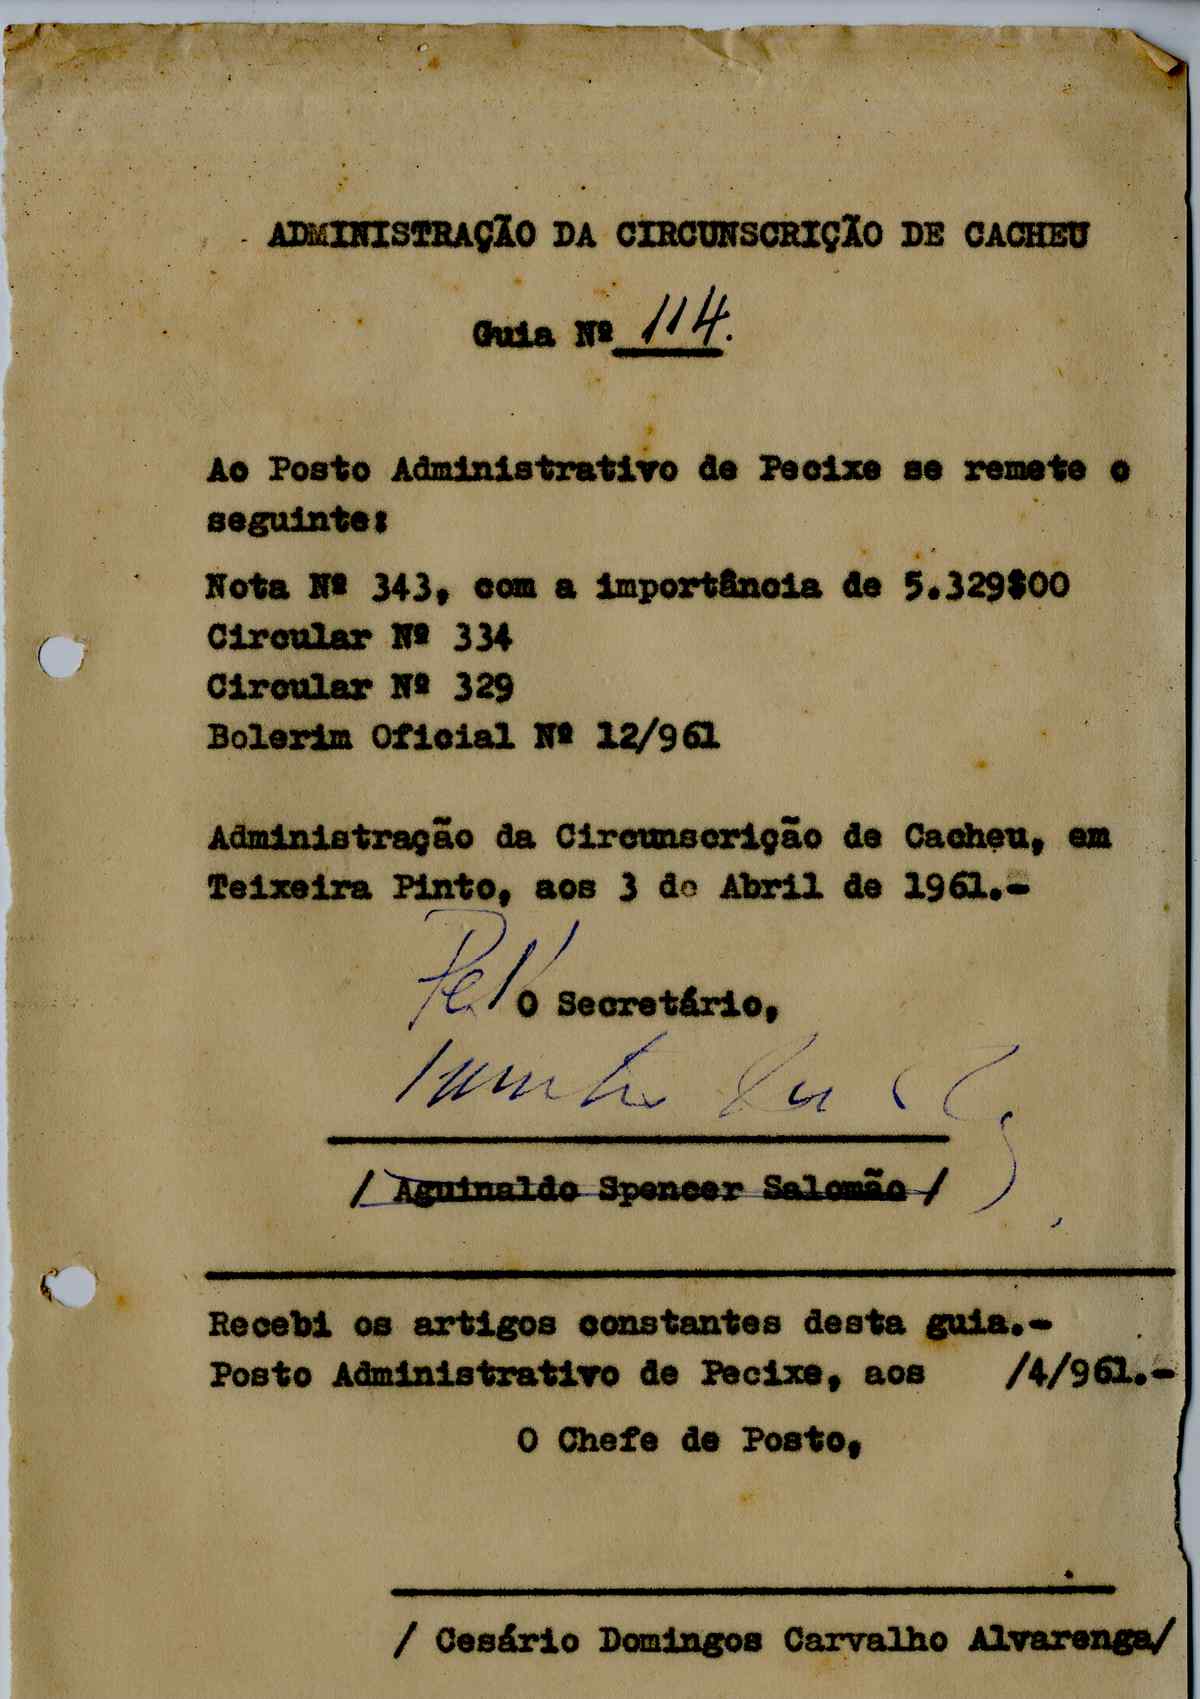 ADMINISTRAÇÃO DA CIRCUNSCRIÇÃO DE CACHEU
Guia Nº 114.
Ao Posto Administrativo de Pecixe se remete o
seguinte:
Nota Nº 343, com a importância de 5.329$00
Circular Nº 334
Circular Nº 329
Bolerim Oficial Nº 12/961
Administração da Circunscrição de Cacheu, em
Teixeira Pinto, aos 3 de Abril de 1961.-
O Secretário,
/ Aguinaldo Spencer Salomão /
Recebi os artigos constantes desta guia.-
Posto Administrativo de Pecixe, aos /4/961.-
O Chefe de Posto,
/ Cesário Domingos Carvalho Alvarenga/